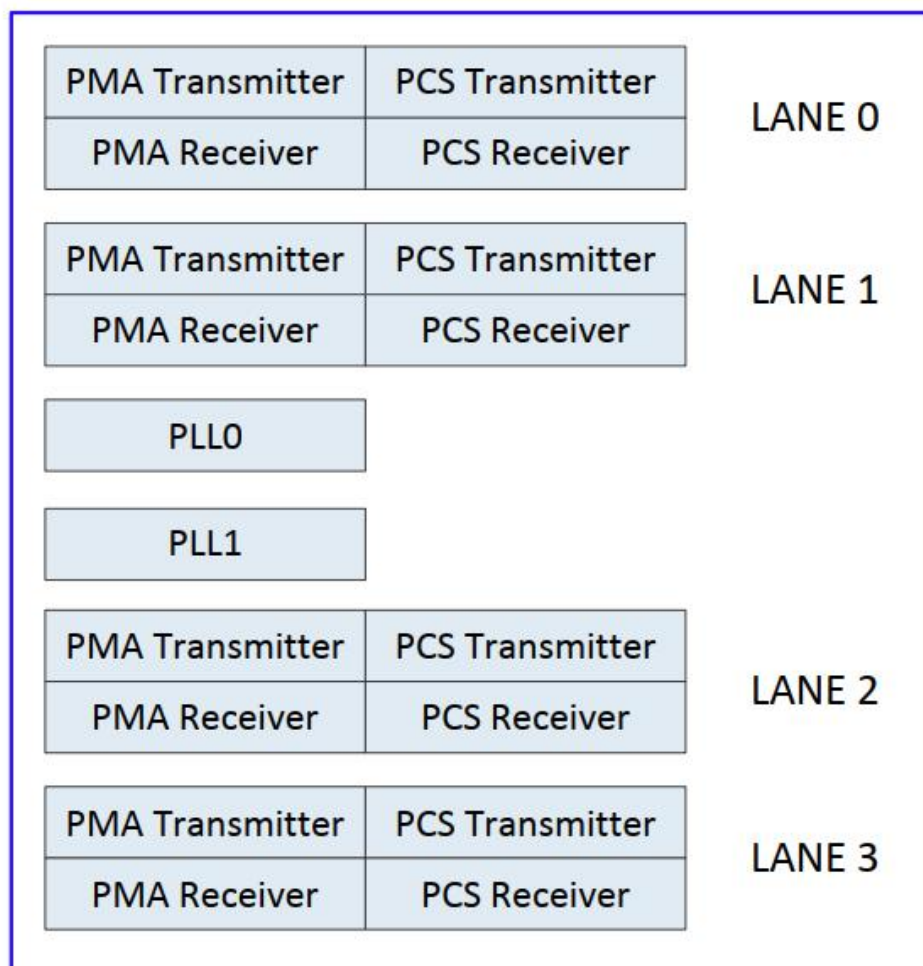 PMA Transmitter PCS Transmitter
LANE 0
PMA Receiver PCS Receiver
PMA Transmitter PCS Transmitter
LANE 1
PMA Receiver PCS Receiver
PLL0
PLL1
PMA Transmitter PCS Transmitter
LANE 2
PMA Receiver PCS Receiver
PMA Transmitter PCS Transmitter
LANE 3
PMA Receiver PCS Receiver